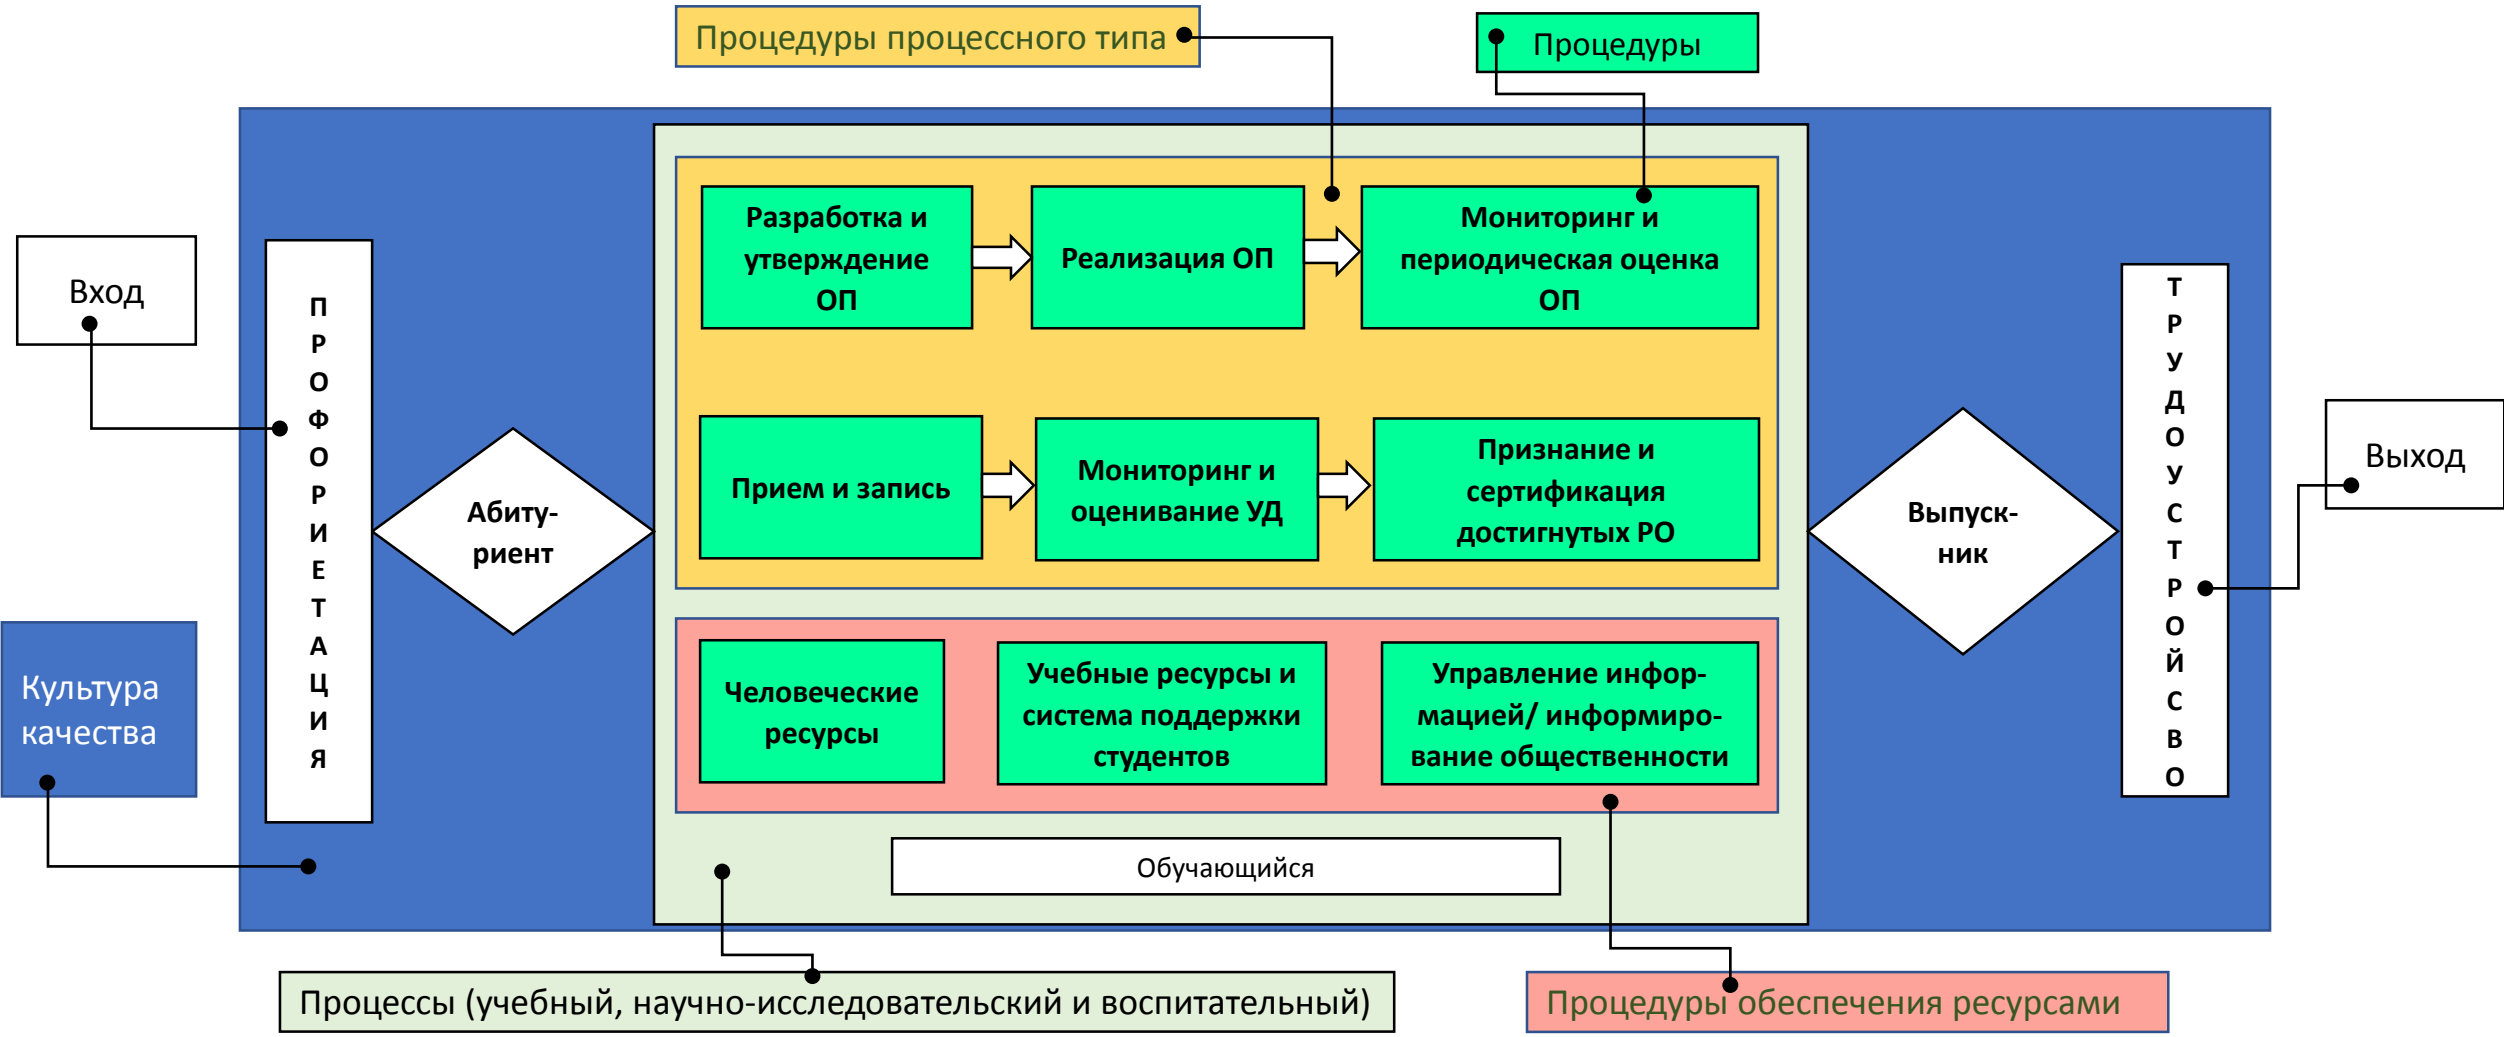 Процедуры процессного типа
Процедуры
Вход
ПРОФОРИЕТАЦИЯ
Абиту-
риент
Культура
качества
Разработка и
утверждение
ОП
Реализация ОП
Мониторинг и
периодическая оценка
ОП
Прием и запись
Мониторинг и
оценивание УД
Признание и
сертификация
достигнутых РО
Человеческие
ресурсы
Учебные ресурсы и
система поддержки
студентов
Управление инфор-
мацией/ информиро-
вание общественности
Обучающийся
Выпуск-
ник
ТРУДОУСТРОЙСВО
Выход
Процессы (учебный, научно-исследовательский и воспитательный)
Процедуры обеспечения ресурсами